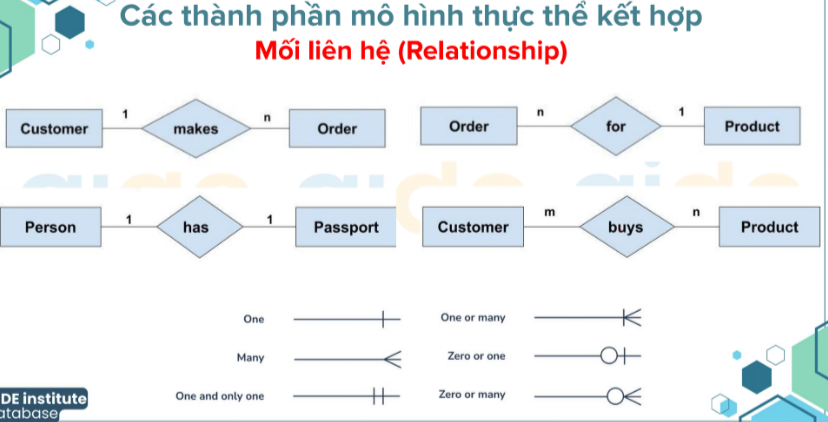 Các thành phần mô hình thực thể kết hợp
Mối liên hệ (Relationship)
Customer 1 makes n Order
Order n for 1 Product
Person 1 has 1 Passport
Customer m buys n Product
One
One or many
Many
Zero or one
One and only one
Zero or many
DE institute
atabase